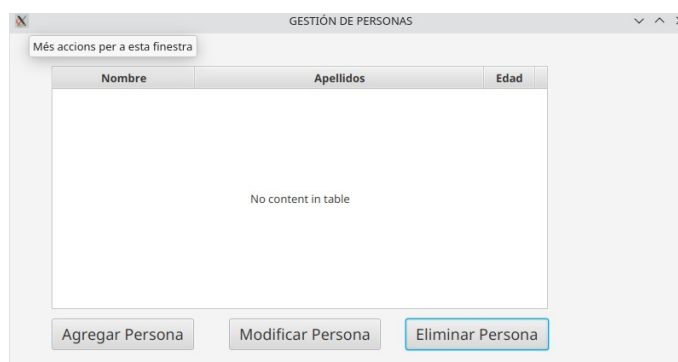 GESTIÓN DE PERSONAS
Més accions per a esta finestra
Nombre Apellidos Edad
No content in table
Agregar Persona Modificar Persona Eliminar Persona